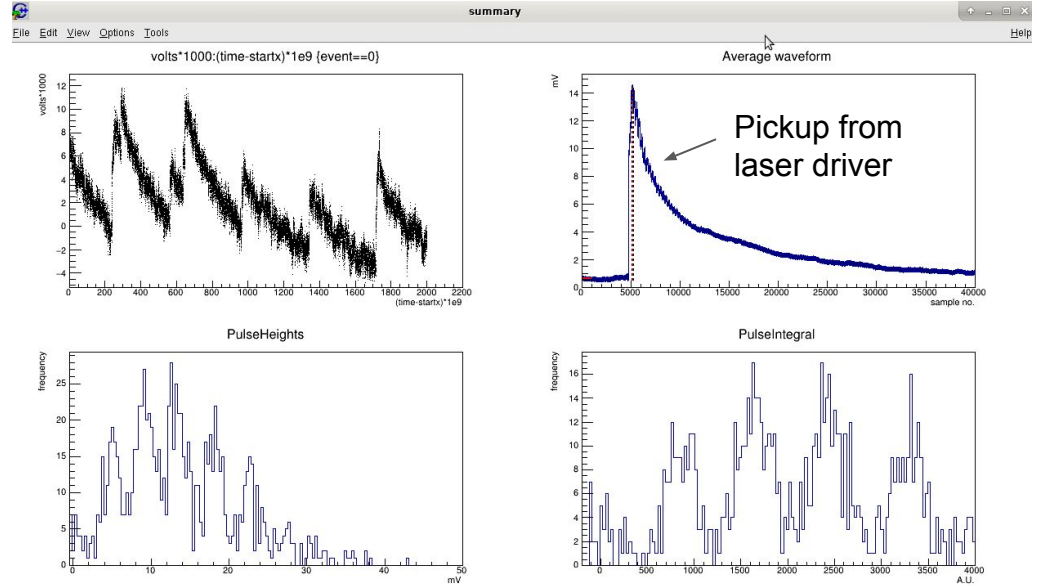 summary
File Edit View Options Tools Help
volts*1000:(time-startx)*1e9 {event==0}
volts*1000
12
10
8
6
4
2
0
−2
−4
0 200 400 600 800 1000 1200 1400 1600 1800 2000 2200
(time-startx)*1e9
Average waveform
mV
14
12
10
8
6
4
2
0
Pickup from
laser driver
0 5000 10000 15000 20000 25000 30000 35000 40000
sample no.
PulseHeights
frequency
25
20
15
10
5
0
0 10 20 30 40 50
mV
PulseIntegral
frequency
16
14
12
10
8
6
4
2
0
0 500 1000 1500 2000 2500 3000 3500 4000
A.U.